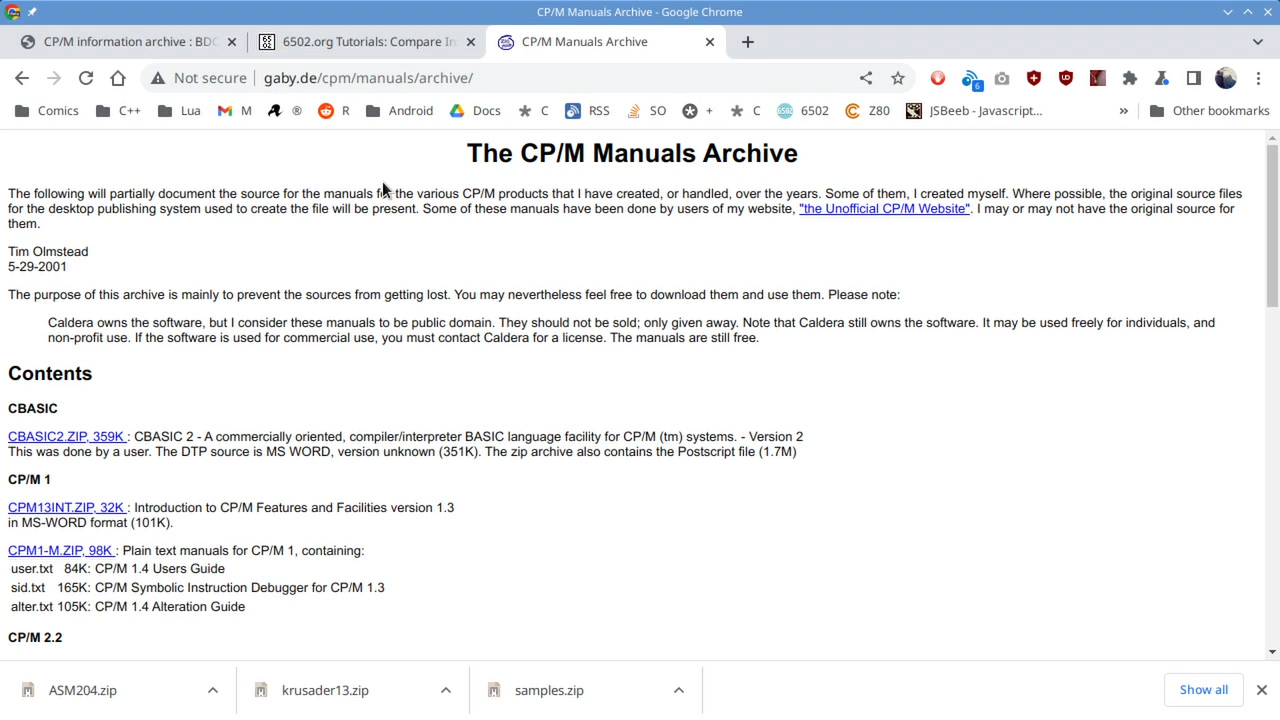 CP/M Manuals Archive - Google Chrome
CP/M information archive : BDC
6502.org Tutorials: Compare In
CP/M Manuals Archive
Not secure
gaby.de/cpm/manuals/archive/
6
Comics
C++
Lua
M
®
R
Android
Docs
C
RSS
SO
+
C
6502
Z80
JSBeeb - Javascript...
»
Other bookmarks
The CP/M Manuals Archive
The following will partially document the source for the manuals for the various CP/M products that I have created, or handled, over the years. Some of them, I created myself. Where possible, the original source files
for the desktop publishing system used to create the file will be present. Some of these manuals have been done by users of my website, "the Unofficial CP/M Website". I may or may not have the original source for
them.
Tim Olmstead
5-29-2001
The purpose of this archive is mainly to prevent the sources from getting lost. You may nevertheless feel free to download them and use them. Please note:
Caldera owns the software, but I consider these manuals to be public domain. They should not be sold; only given away. Note that Caldera still owns the software. It may be used freely for individuals, and
non-profit use. If the software is used for commercial use, you must contact Caldera for a license. The manuals are still free.
Contents
CBASIC
CBASIC2.ZIP, 359K : CBASIC 2 - A commercially oriented, compiler/interpreter BASIC language facility for CP/M (tm) systems. - Version 2
This was done by a user. The DTP source is MS WORD, version unknown (351K). The zip archive also contains the Postscript file (1.7M)
CP/M 1
CPM13INT.ZIP, 32K : Introduction to CP/M Features and Facilities version 1.3
in MS-WORD format (101K).
CPM1-M.ZIP, 98K : Plain text manuals for CP/M 1, containing:
user.txt 84K: CP/M 1.4 Users Guide
sid.txt 165K: CP/M Symbolic Instruction Debugger for CP/M 1.3
alter.txt 105K: CP/M 1.4 Alteration Guide
CP/M 2.2
ASM204.zip
krusader13.zip
samples.zip
Show all